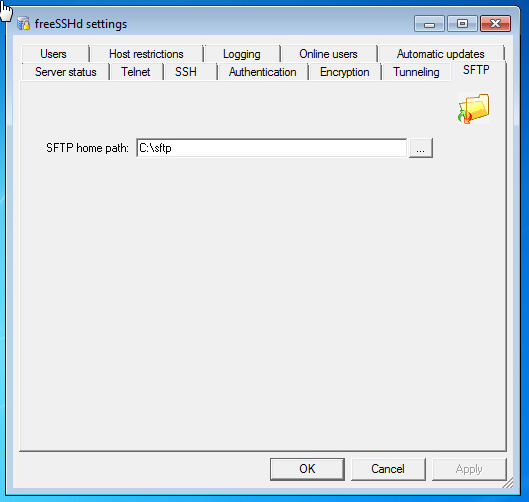 freeSSHd settings
Users Host restrictions Logging Online users Automatic updates
Server status Telnet SSH Authentication Encryption Tunneling SFTP
SFTP home path: C:\sftp ...
OK Cancel Apply